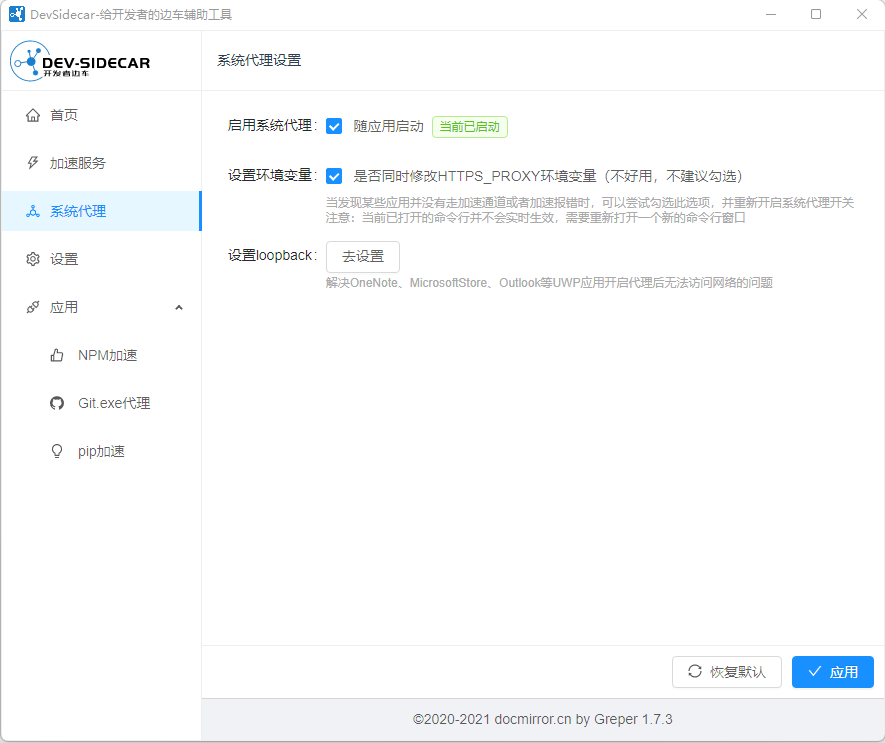 DevSidecar-给开发者的边车辅助工具
DEV-SIDECAR
开发者边车
系统代理设置
首页
加速服务
系统代理
设置
应用
NPM加速
Git.exe代理
pip加速
启用系统代理:
随应用启动
当前已启动
设置环境变量:
是否同时修改HTTPS_PROXY环境变量（不好用，不建议勾选）
当发现某些应用并没有走加速通道或者加速报错时，可以尝试勾选此选项，并重新开启系统代理开关
注意：当前已打开的命令行并不会实时生效，需要重新打开一个新的命令行窗口
设置loopback:
去设置
解决OneNote、MicrosoftStore、Outlook等UWP应用开启代理后无法访问网络的问题
恢复默认
应用
©2020-2021 docmirror.cn by Greper 1.7.3